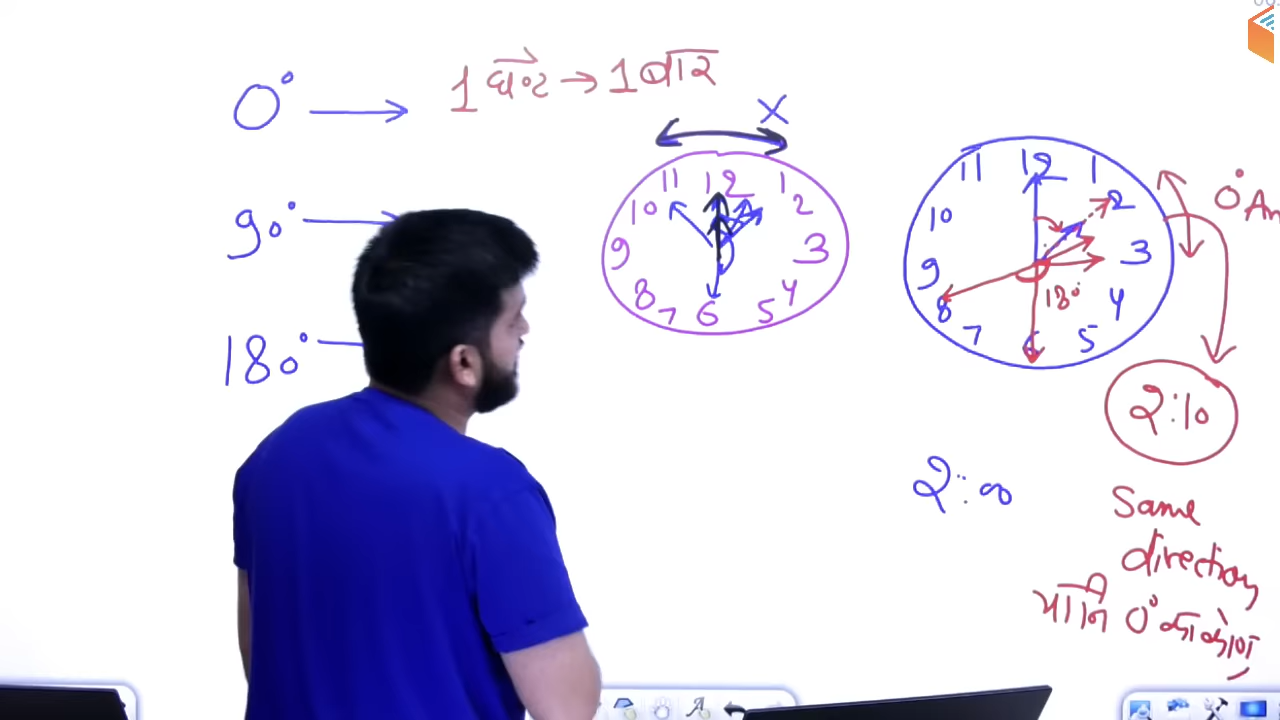 0° →
1 घण्टे → 1 बार
90° →
180° →
X
11 12 1
10 2
9 3
8 4
7 6 5
11 12 1
10 2
9 3
8 4
7 6 5
180°
0° An
2:10
2:00
Same
direction
यानि 0° का कोण